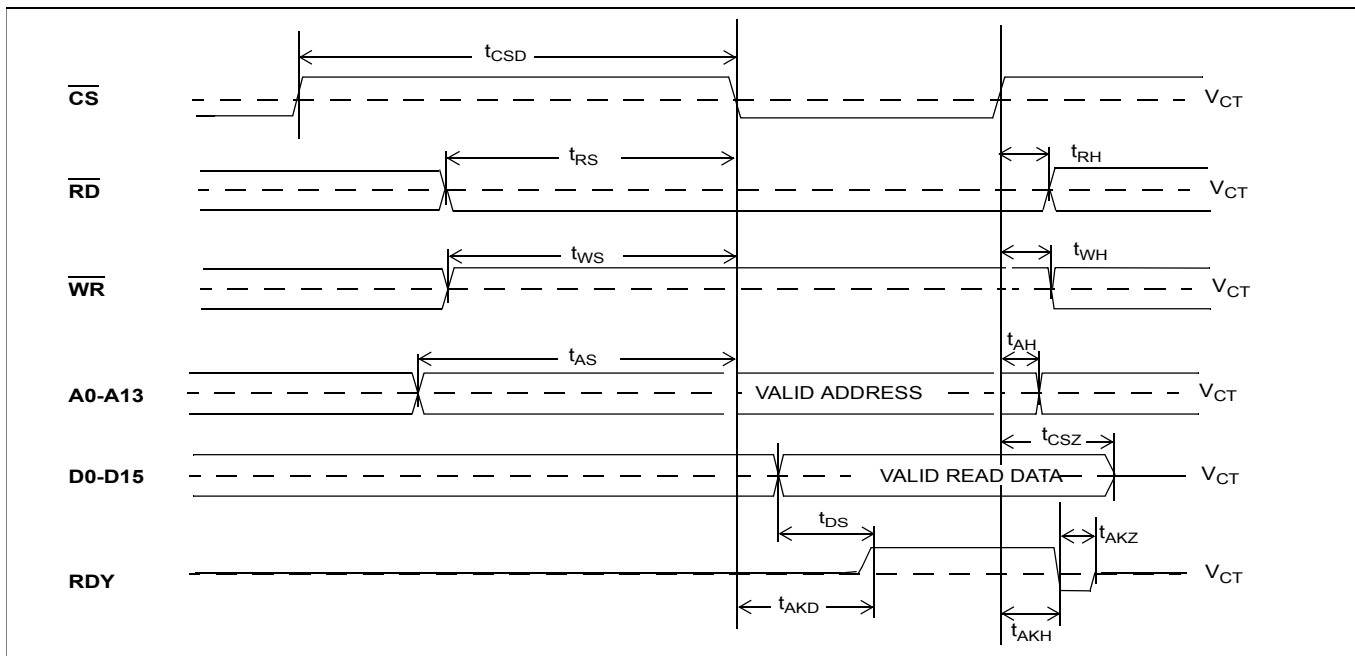 tCSD
CS VCT
tRS tRH
RD VCT
tWS tWH
WR VCT
tAS tAH
A0-A13 VALID ADDRESS VCT
tCSZ
D0-D15 VALID READ DATA VCT
tDS tAKZ
RDY VCT
tAKD tAKH